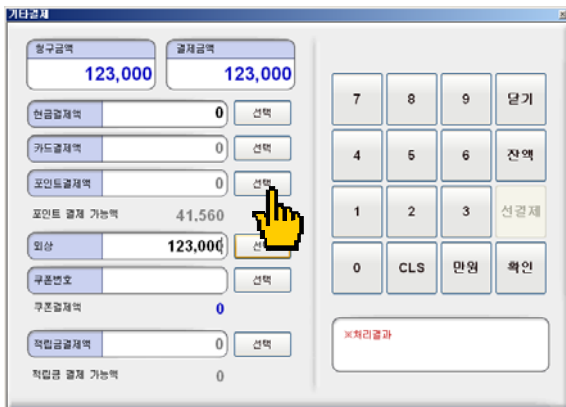 기타결제
청구금액 결제금액
123,000 123,000
현금결제액 0 선택
카드결제액 0 선택
포인트결제액 0 선택
포인트 결제 가능액 41,560
외상 123,000 선택
쿠폰번호 선택
쿠폰결제액 0
적립금결제액 0 선택
적립금 결제 가능액 0
7 8 9 닫기
4 5 6 잔액
1 2 3 선결제
0 CLS 만원 확인
※처리결과